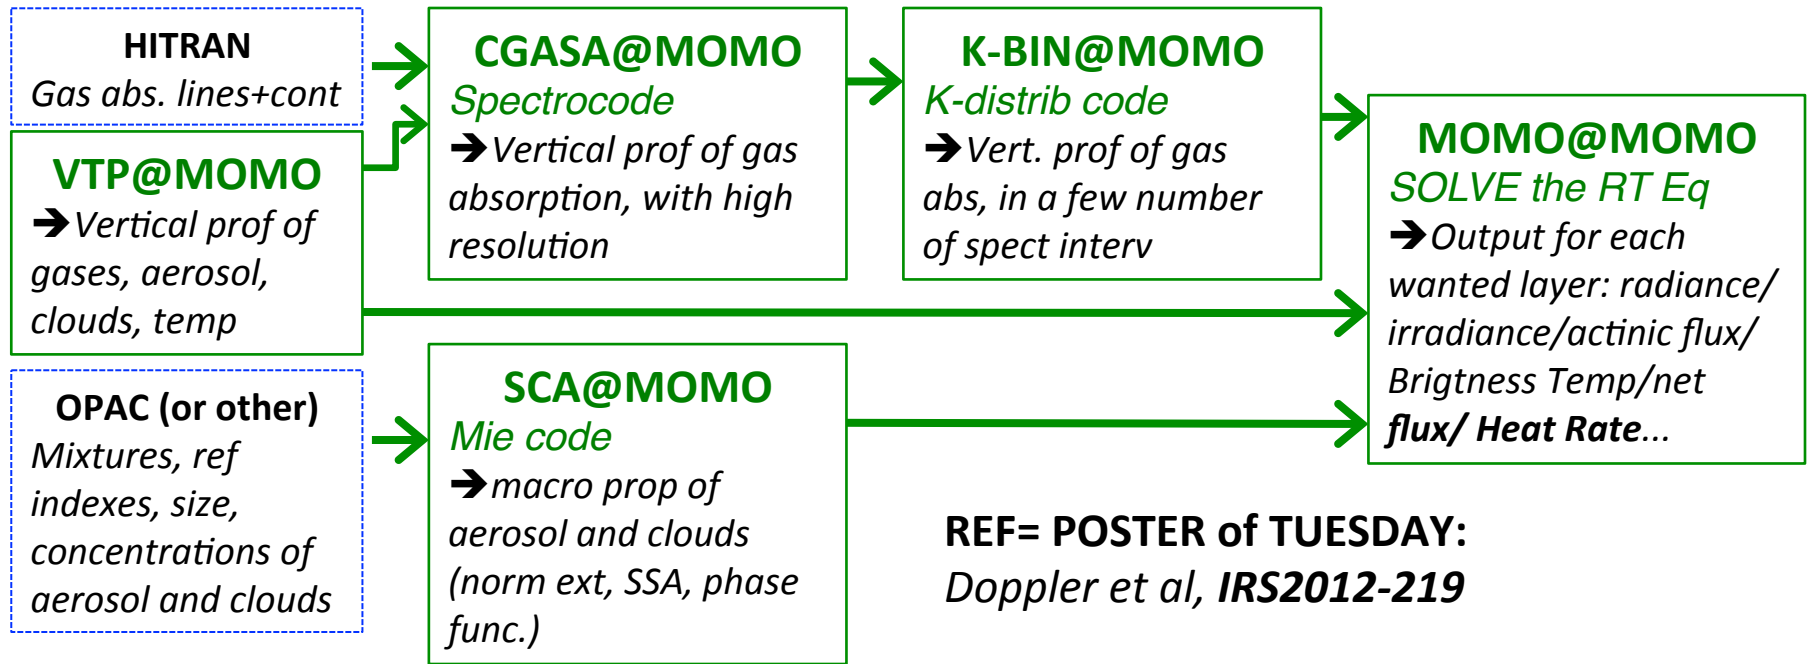 HITRAN
Gas abs. lines+cont
VTP@MOMO
➔Vertical prof of
gases, aerosol,
clouds, temp
OPAC (or other)
Mixtures, ref
indexes, size,
concentrations of
aerosol and clouds
CGASA@MOMO
Spectrocode
➔Vertical prof of gas
absorption, with high
resolution
SCA@MOMO
Mie code
➔macro prop of
aerosol and clouds
(norm ext, SSA, phase
func.)
K-BIN@MOMO
K-distrib code
➔Vert. prof of gas
abs, in a few number
of spect interv
MOMO@MOMO
SOLVE the RT Eq
➔Output for each
wanted layer: radiance/
irradiance/actinic flux/
Brigtness Temp/net
flux/ Heat Rate...
REF= POSTER of TUESDAY:
Doppler et al, IRS2012-219